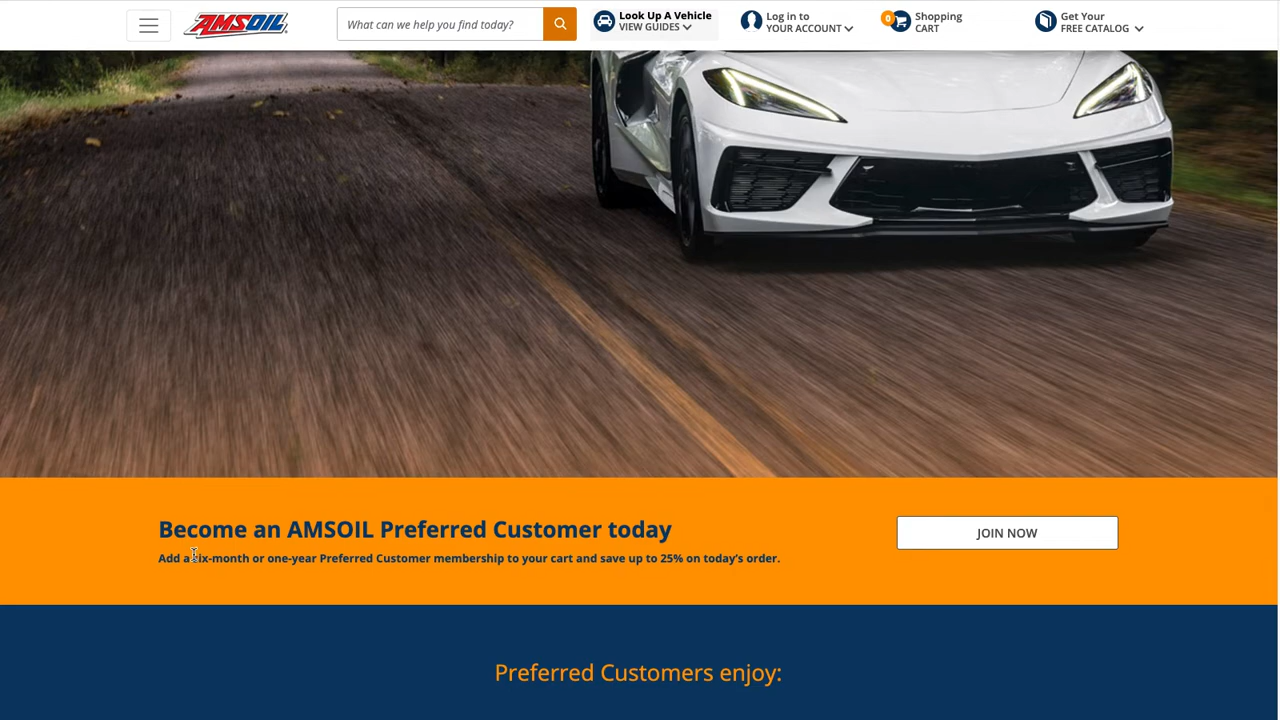 AMSOIL
What can we help you find today?
Look Up A Vehicle
VIEW GUIDES
Log in to
YOUR ACCOUNT
0
Shopping
CART
Get Your
FREE CATALOG
Become an AMSOIL Preferred Customer today
Add a six-month or one-year Preferred Customer membership to your cart and save up to 25% on today's order.
JOIN NOW
Preferred Customers enjoy: